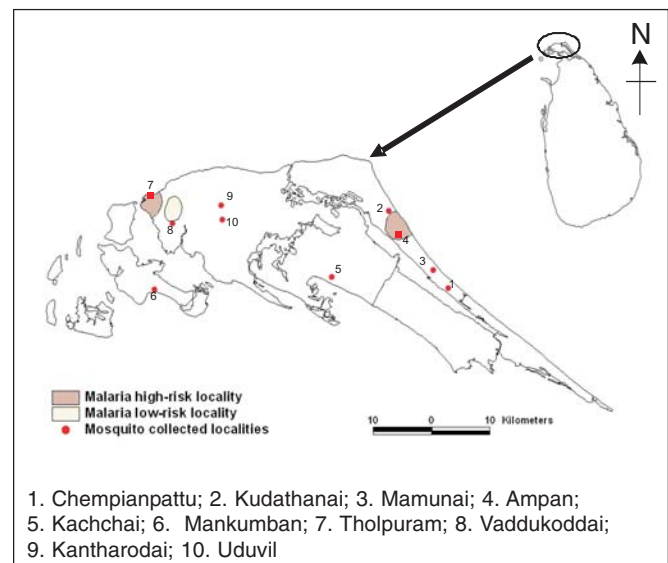 N
7
9
10
8
2
4
3
1
5
6
Malaria high-risk locality
Malaria low-risk locality
Mosquito collected localities
10 0 10 Kilometers
1. Chempianpattu; 2. Kudathanai; 3. Mamunai; 4. Ampan;
5. Kachchai; 6. Mankumban; 7. Tholpuram; 8. Vaddukoddai;
9. Kantharodai; 10. Uduvil